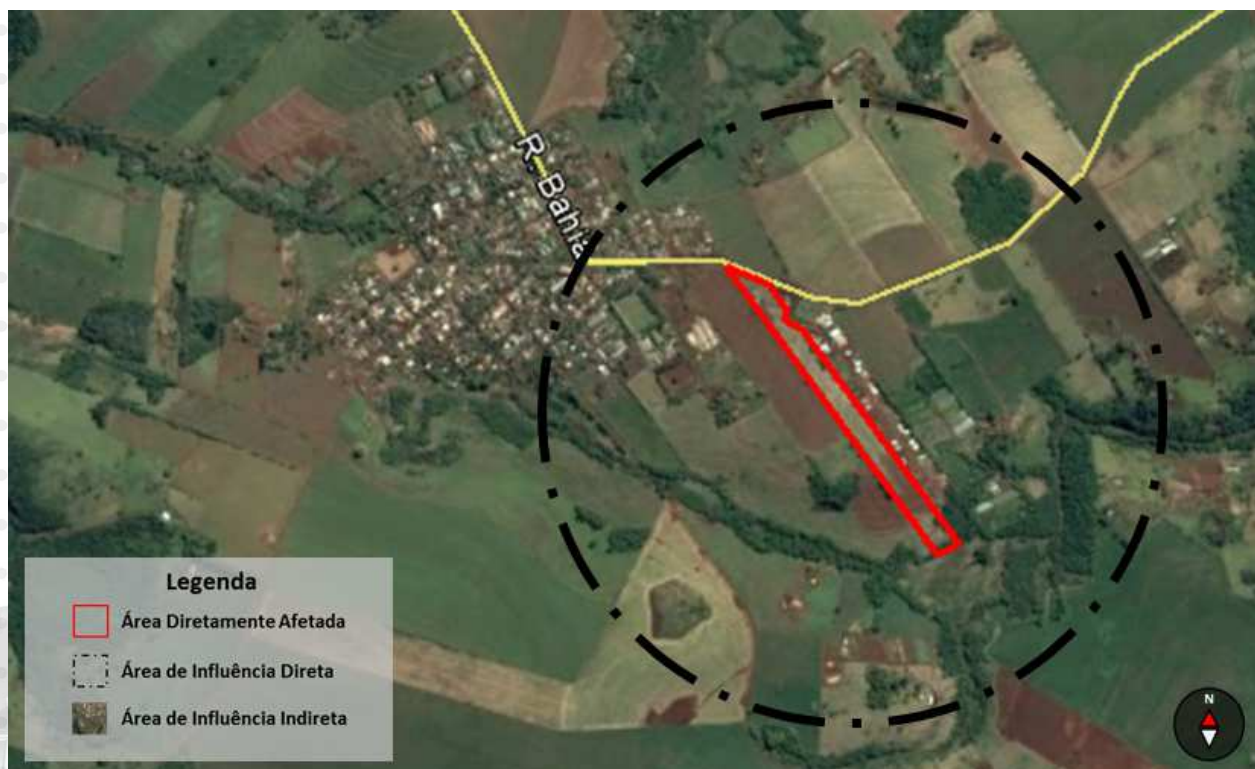 R. Bahia
Legenda
Área Diretamente Afetada
Área de Influência Direta
Área de Influência Indireta
N